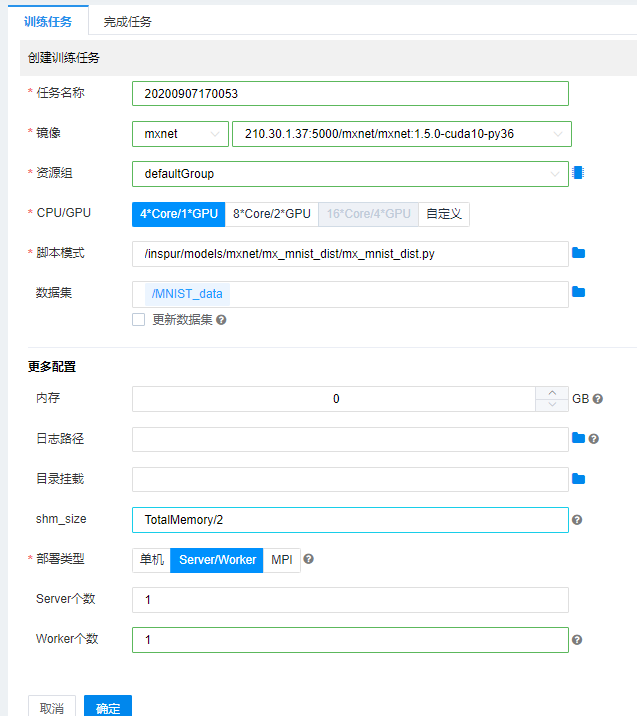 训练任务 完成任务
创建训练任务
* 任务名称 20200907170053
* 镜像 mxnet 210.30.1.37:5000/mxnet/mxnet:1.5.0-cuda10-py36
* 资源组 defaultGroup
* CPU/GPU 4*Core/1*GPU 8*Core/2*GPU 16*Core/4*GPU 自定义
* 脚本模式 /inspur/models/mxnet/mx_mnist_dist/mx_mnist_dist.py
数据集 /MNIST_data
更新数据集 ?
更多配置
内存 0 GB ?
日志路径 ?
目录挂载
shm_size TotalMemory/2 ?
* 部署类型 单机 Server/Worker MPI ?
Server个数 1
Worker个数 1 ?
取消 确定